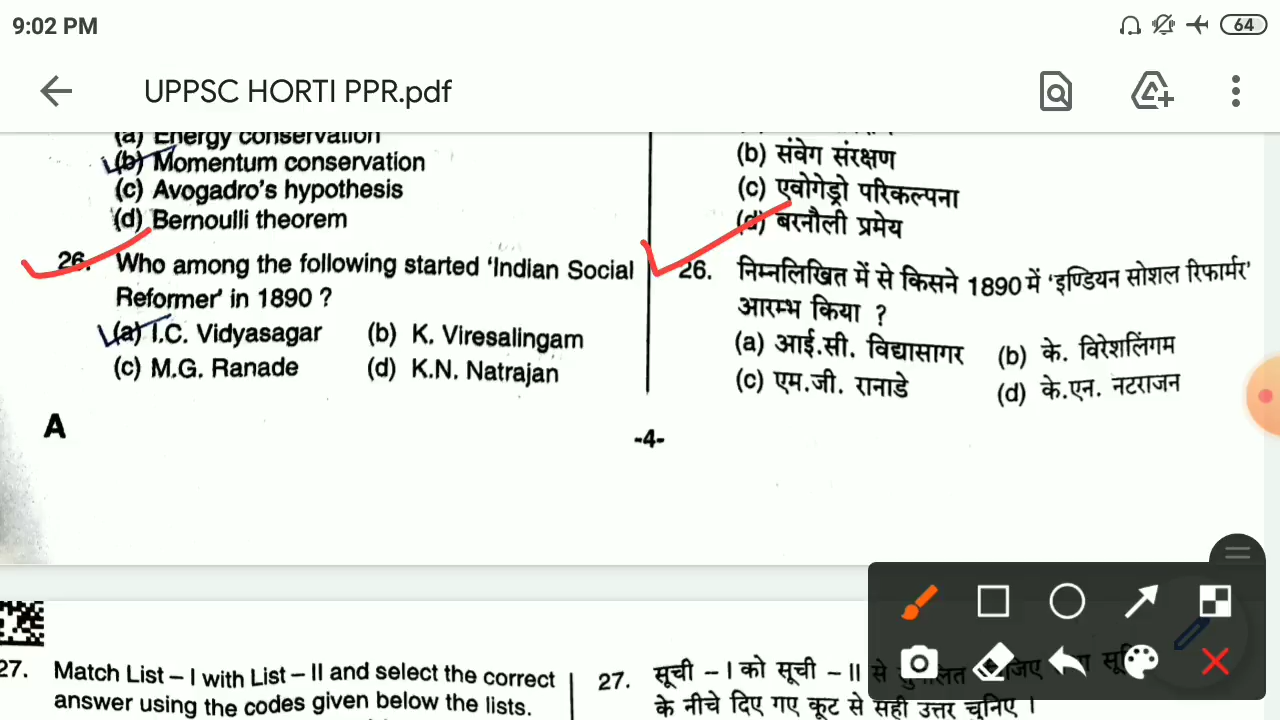 9:02 PM
64
UPPSC HORTI PPR.pdf
(a) Energy conservation
(b) Momentum conservation
(c) Avogadro's hypothesis
(d) Bernoulli theorem
26. Who among the following started 'Indian Social
Reformer' in 1890 ?
(a) I.C. Vidyasagar (b) K. Viresalingam
(c) M.G. Ranade (d) K.N. Natrajan
A
(b) संवेग संरक्षण
(c) एवोगेड्रो परिकल्पना
(d) बरनौली प्रमेय
26. निम्नलिखित में से किसने 1890 में 'इण्डियन सोशल रिफार्मर'
आरम्भ किया ?
(a) आई.सी. विद्यासागर (b) के. विरेशलिंगम
(c) एम.जी. रानाडे (d) के.एन. नटराजन
-4-
27. Match List – I with List – II and select the correct
answer using the codes given below the lists.
27. सूची – I को सूची – II से
के नीचे दिए गए कूट से सही उत्तर चुनिए ।